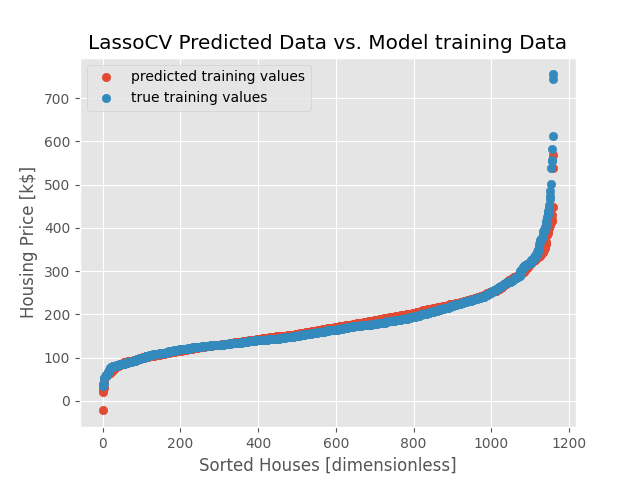 LassoCV Predicted Data vs. Model training Data
predicted training values
true training values
700
600
500
400
300
200
100
0
Housing Price [k$]
0 200 400 600 800 1000 1200
Sorted Houses [dimensionless]